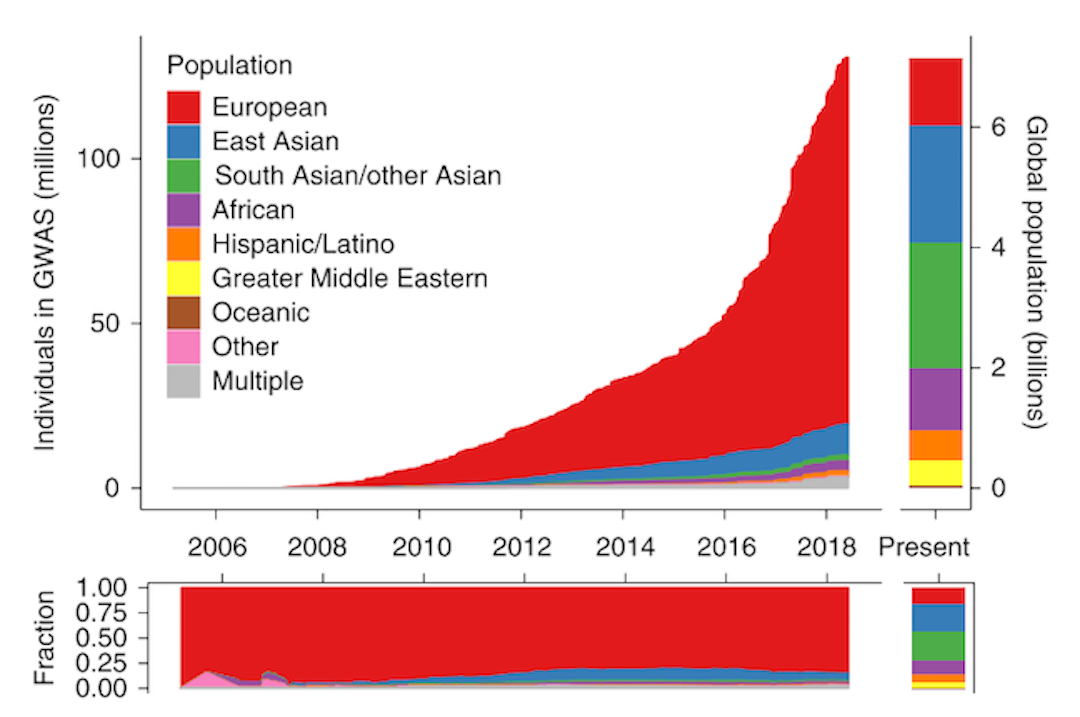 Population
European
East Asian
South Asian/other Asian
African
Hispanic/Latino
Greater Middle Eastern
Oceanic
Other
Multiple
Individuals in GWAS (millions)
100
50
0
Global population (billions)
6
4
2
0
2006 2008 2010 2012 2014 2016 2018 Present
Fraction
1.00
0.75
0.50
0.25
0.00